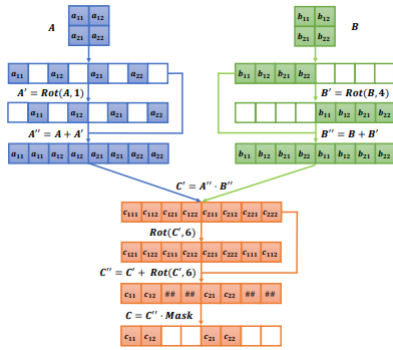 A a₁₁ a₁₂ b₁₁ b₁₂ B
a₂₁ a₂₂ b₂₁ b₂₂
a₁₁ a₁₂ a₂₁ a₂₂ b₁₁ b₁₂ b₂₁ b₂₂
A' = Rot(A, 1) B' = Rot(B, 4)
a₁₁ a₁₂ a₂₁ a₂₂ b₁₁ b₁₂ b₂₁ b₂₂
A'' = A + A' B'' = B + B'
a₁₁ a₁₁ a₁₂ a₁₂ a₂₁ a₂₁ a₂₂ a₂₂ b₁₁ b₁₂ b₂₁ b₂₂ b₁₁ b₁₂ b₂₁ b₂₂
C' = A'' · B''
c₁₁₁ c₁₁₂ c₁₂₁ c₁₂₂ c₂₁₁ c₂₁₂ c₂₂₁ c₂₂₂
Rot(C', 6)
c₁₂₁ c₁₂₂ c₂₁₁ c₂₁₂ c₂₂₁ c₂₂₂ c₁₁₁ c₁₁₂
C'' = C' + Rot(C', 6)
c₁₁ c₁₂ ## ## c₂₁ c₂₂ ## ##
C = C'' · Mask
c₁₁ c₁₂ c₂₁ c₂₂